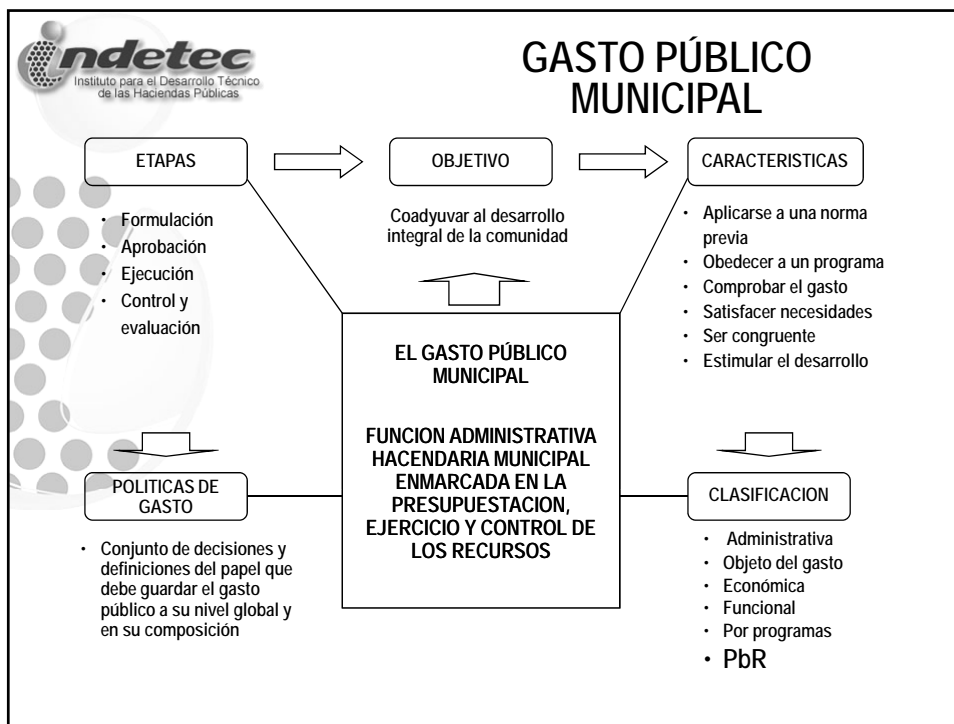 indetec
Instituto para el Desarrollo Técnico
de las Haciendas Públicas
GASTO PÚBLICO
MUNICIPAL
ETAPAS
OBJETIVO
CARACTERISTICAS
• Formulación
• Aprobación
• Ejecución
• Control y
evaluación
Coadyuvar al desarrollo
integral de la comunidad
• Aplicarse a una norma
previa
• Obedecer a un programa
• Comprobar el gasto
• Satisfacer necesidades
• Ser congruente
• Estimular el desarrollo
EL GASTO PÚBLICO
MUNICIPAL
FUNCION ADMINISTRATIVA
HACENDARIA MUNICIPAL
ENMARCADA EN LA
PRESUPUESTACION,
EJERCICIO Y CONTROL DE
LOS RECURSOS
POLITICAS DE
GASTO
• Conjunto de decisiones y
definiciones del papel que
debe guardar el gasto
público a su nivel global y
en su composición
CLASIFICACION
• Administrativa
• Objeto del gasto
• Económica
• Funcional
• Por programas
• PbR